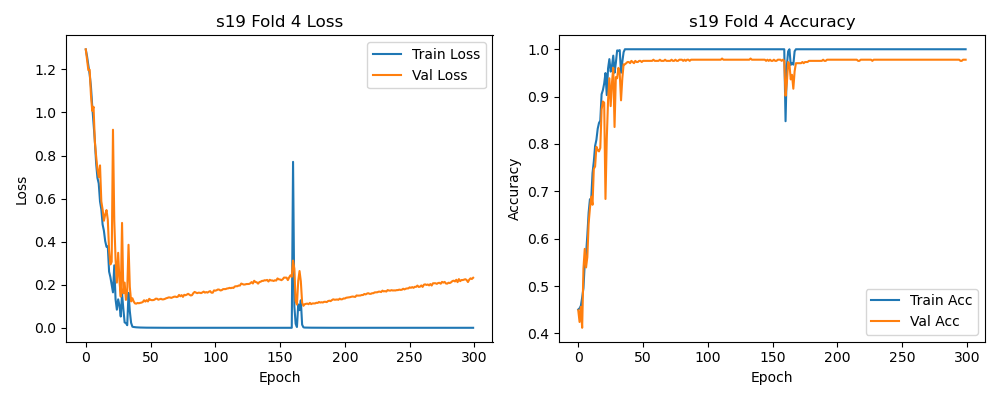 s19 Fold 4 Loss
Train Loss
Val Loss
Loss
1.2
1.0
0.8
0.6
0.4
0.2
0.0
0 50 100 150 200 250 300
Epoch
s19 Fold 4 Accuracy
Train Acc
Val Acc
Accuracy
1.0
0.9
0.8
0.7
0.6
0.5
0.4
0 50 100 150 200 250 300
Epoch